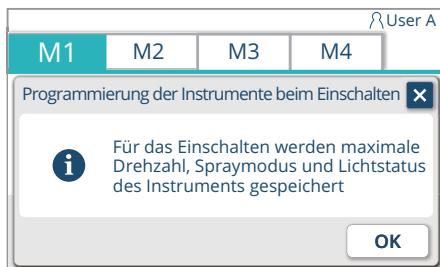 User A
M1 M2 M3 M4
Programmierung der Instrumente beim Einschalten
Für das Einschalten werden maximale
Drehzahl, Spraymodus und Lichtstatus
des Instruments gespeichert
OK